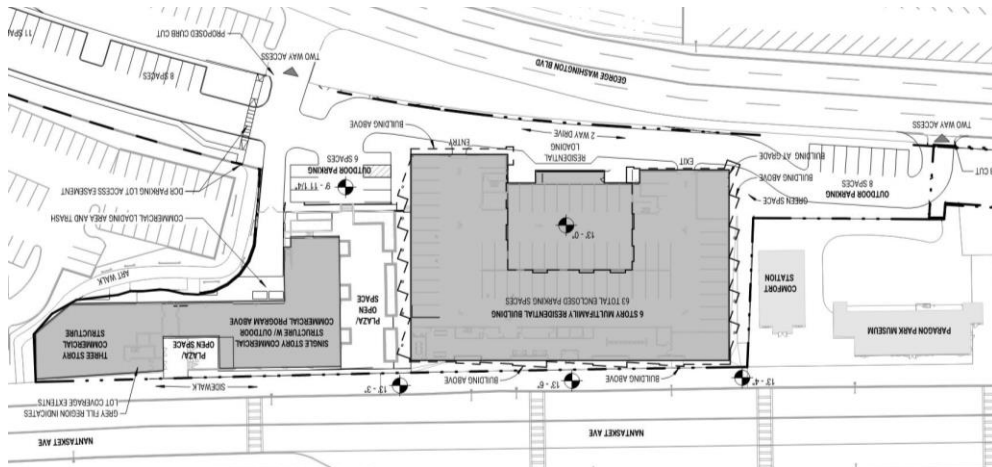 NANTASKET AVE
NANTASKET AVE
NANTASKET AVE
GREY FILL REGION INDICATES
LOT COVERAGE EXTENTS
13' - 4"
BUILDING ABOVE
13' - 6"
BUILDING ABOVE
13' - 3"
SIDEWALK
PARAGON PARK MUSEUM
COMFORT
STATION
6 STORY MULTIFAMILY RESIDENTIAL BUILDING
63 TOTAL ENCLOSED PARKING SPACES
PLAZA/
OPEN
SPACE
SINGLE STORY COMMERCIAL
STRUCTURE W/ OUTDOOR
COMMERCIAL PROGRAM ABOVE
PLAZA/
OPEN SPACE
THREE STORY
COMMERCIAL
STRUCTURE
13' - 0"
ART WALK
COMMERCIAL LOADING AREA AND TRASH
DCR PARKING LOT ACCESS EASEMENT
GREEN SPACE
BUILDING ABOVE
BUILDING AT GRADE
OUTDOOR PARKING
8 SPACES
9' - 11 1/4"
OUTDOOR PARKING
6 SPACES
B CUT
TWO WAY ACCESS
EXIT
RESIDENTIAL
LOADING
ENTRY
2 WAY DRIVE
BUILDING ABOVE
GEORGE WASHINGTON BLVD
TWO WAY ACCESS
PROPOSED CURB CUT
8 SPACES
11 SPA